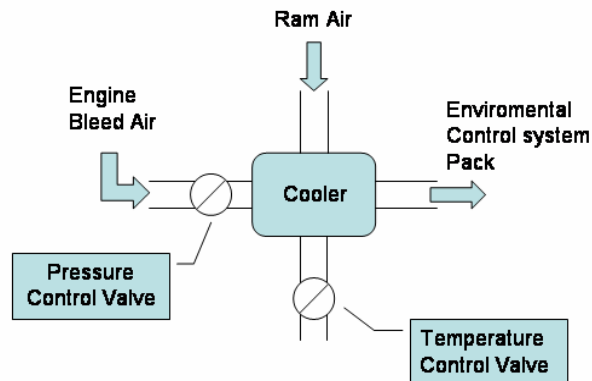 Ram Air
Engine
Bleed Air
Enviromental
Control system
Pack
Cooler
Pressure
Control Valve
Temperature
Control Valve